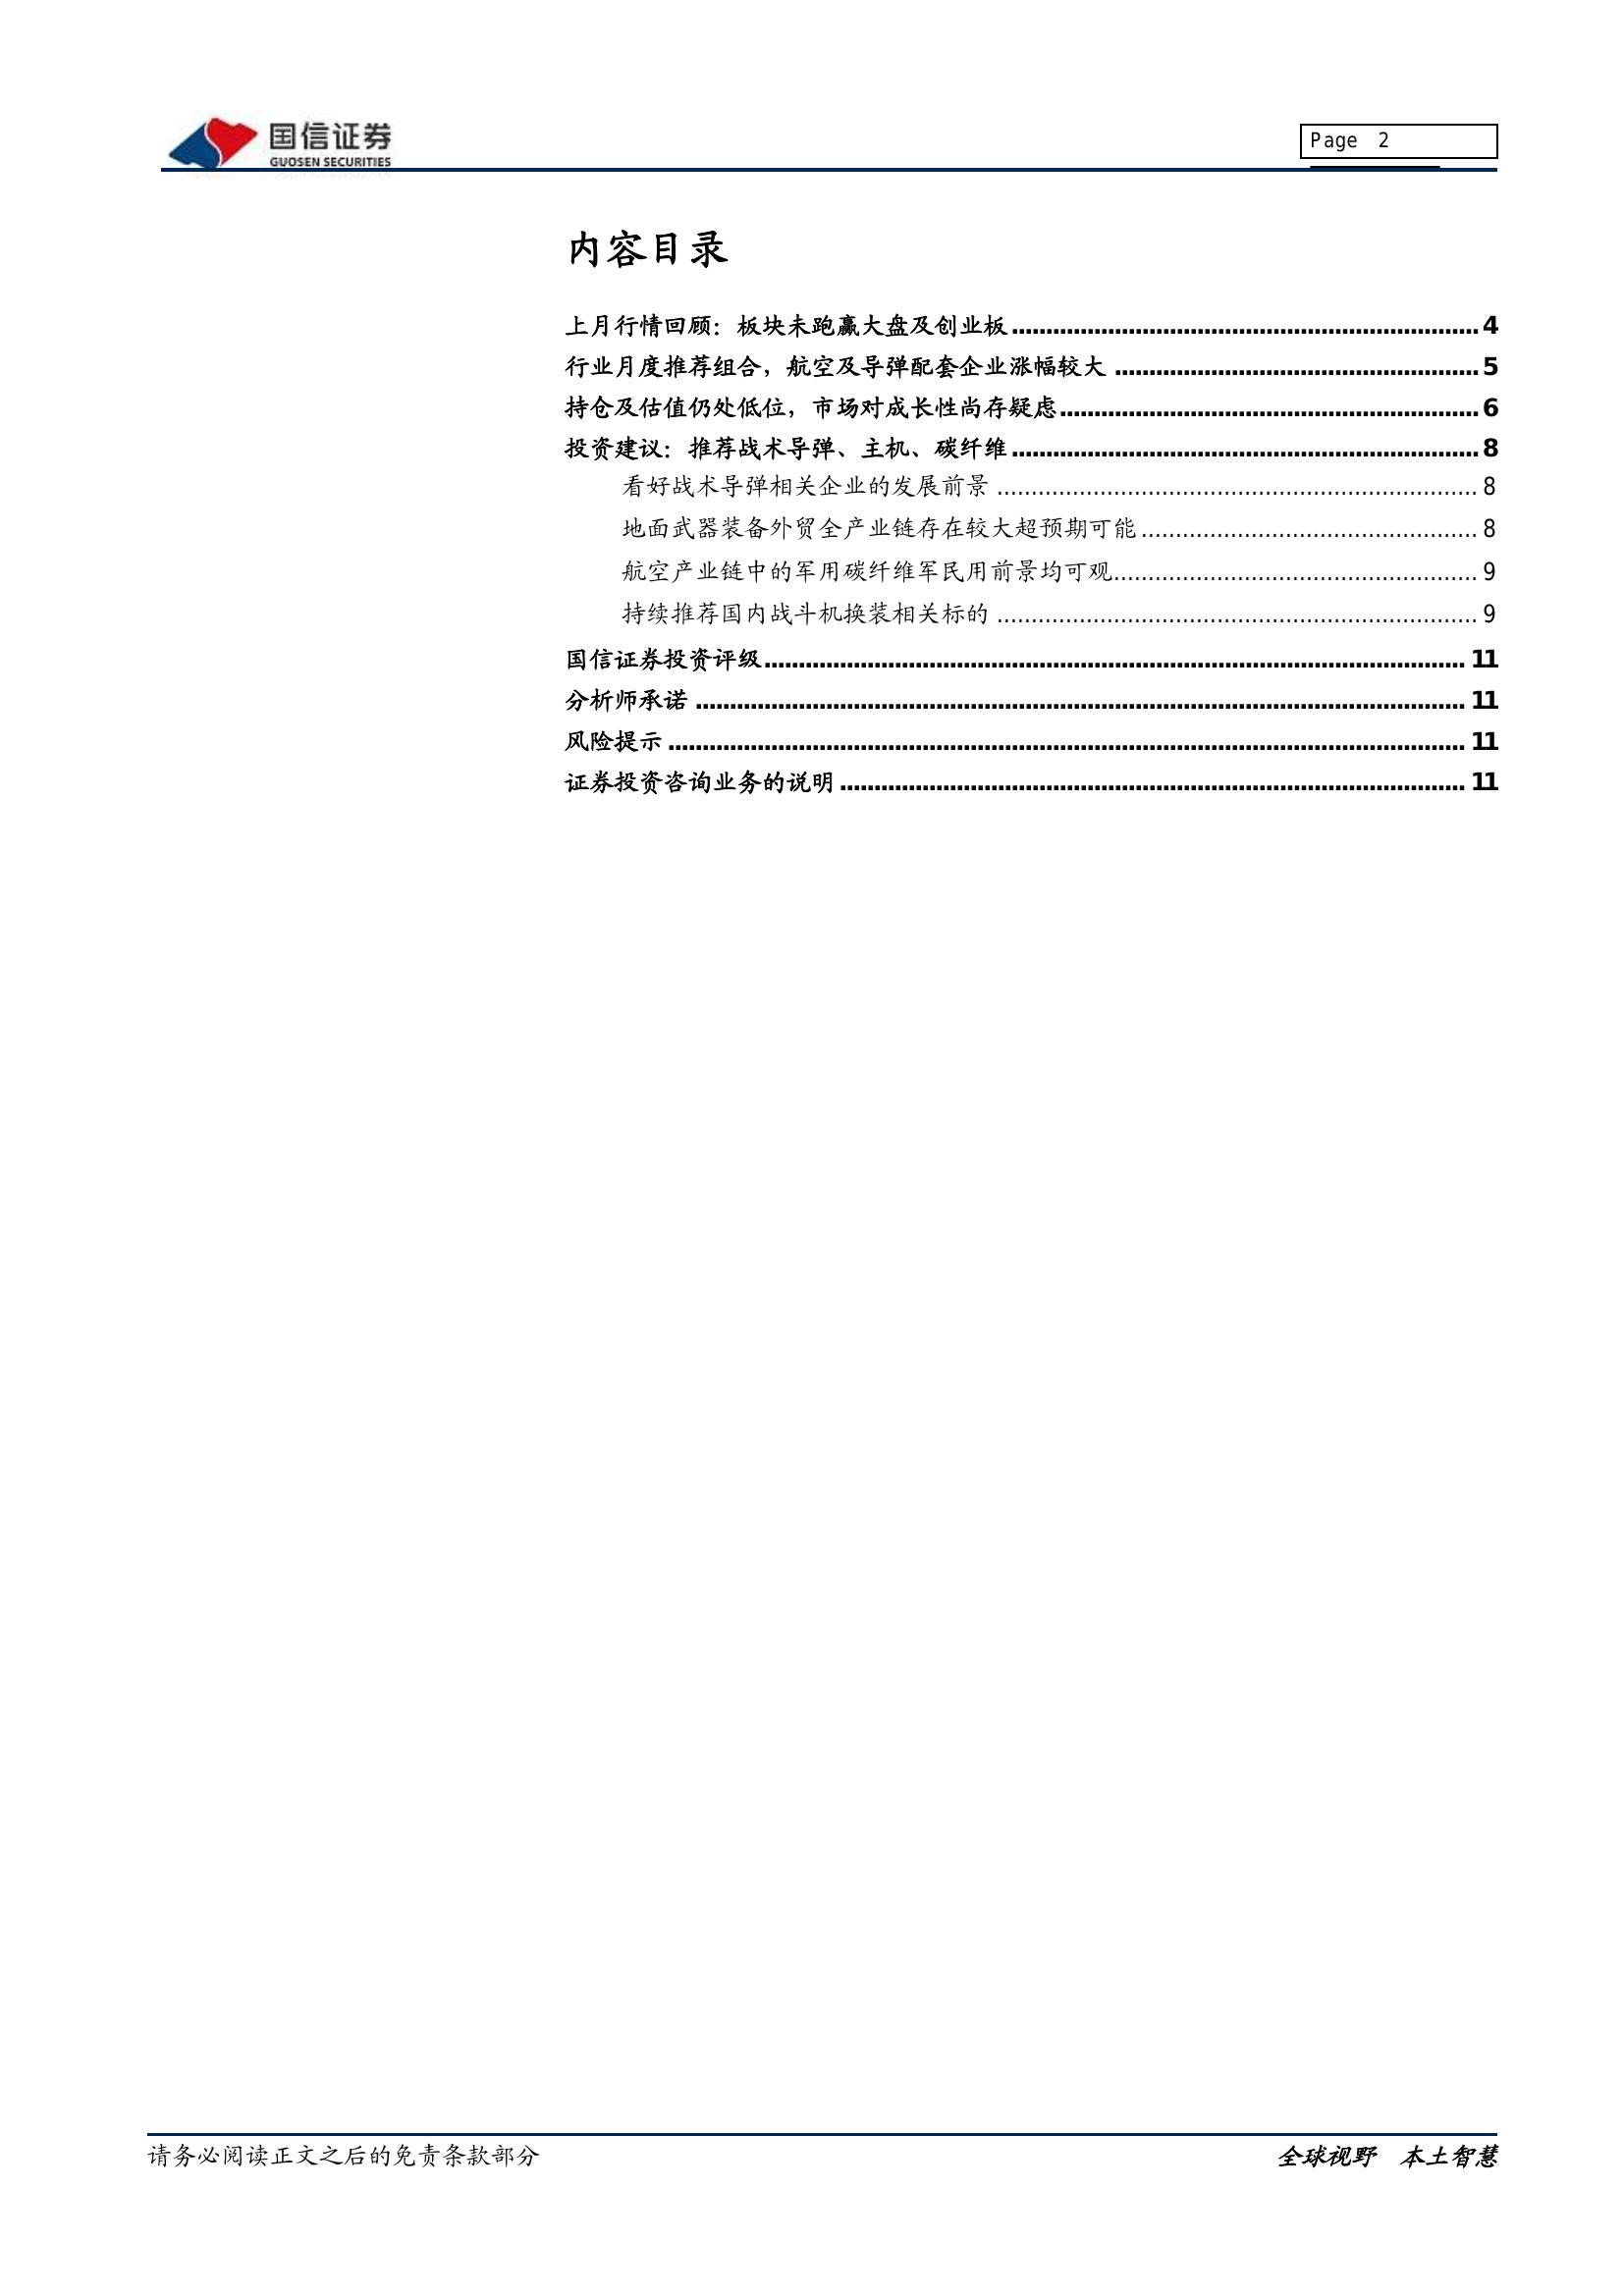 国信证券
GUOSEN SECURITIES
Page 2
内容目录
上月行情回顾：板块未跑赢大盘及创业板........................................................................4
行业月度推荐组合，航空及导弹配套企业涨幅较大........................................................5
持仓及估值仍处低位，市场对成长性尚存疑虑................................................................6
投资建议：推荐战术导弹、主机、碳纤维........................................................................8
看好战术导弹相关企业的发展前景........................................................................8
地面武器装备外贸全产业链存在较大超预期可能..................................................8
航空产业链中的军用碳纤维军民用前景均可观......................................................9
持续推荐国内战斗机换装相关标的........................................................................9
国信证券投资评级............................................................................................................11
分析师承诺......................................................................................................................11
风险提示..........................................................................................................................11
证券投资咨询业务的说明................................................................................................11
请务必阅读正文之后的免责条款部分
全球视野 本土智慧